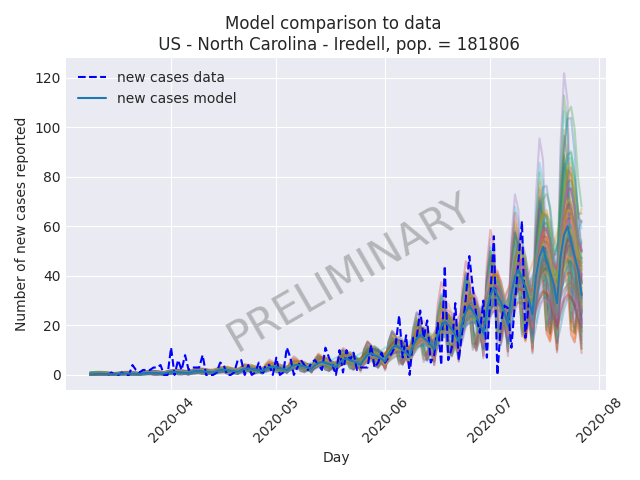 Model comparison to data
US - North Carolina - Iredell, pop. = 181806
new cases data
new cases model
PRELIMINARY
Number of new cases reported
120
100
80
60
40
20
0
2020-04
2020-05
2020-06
2020-07
2020-08
Day